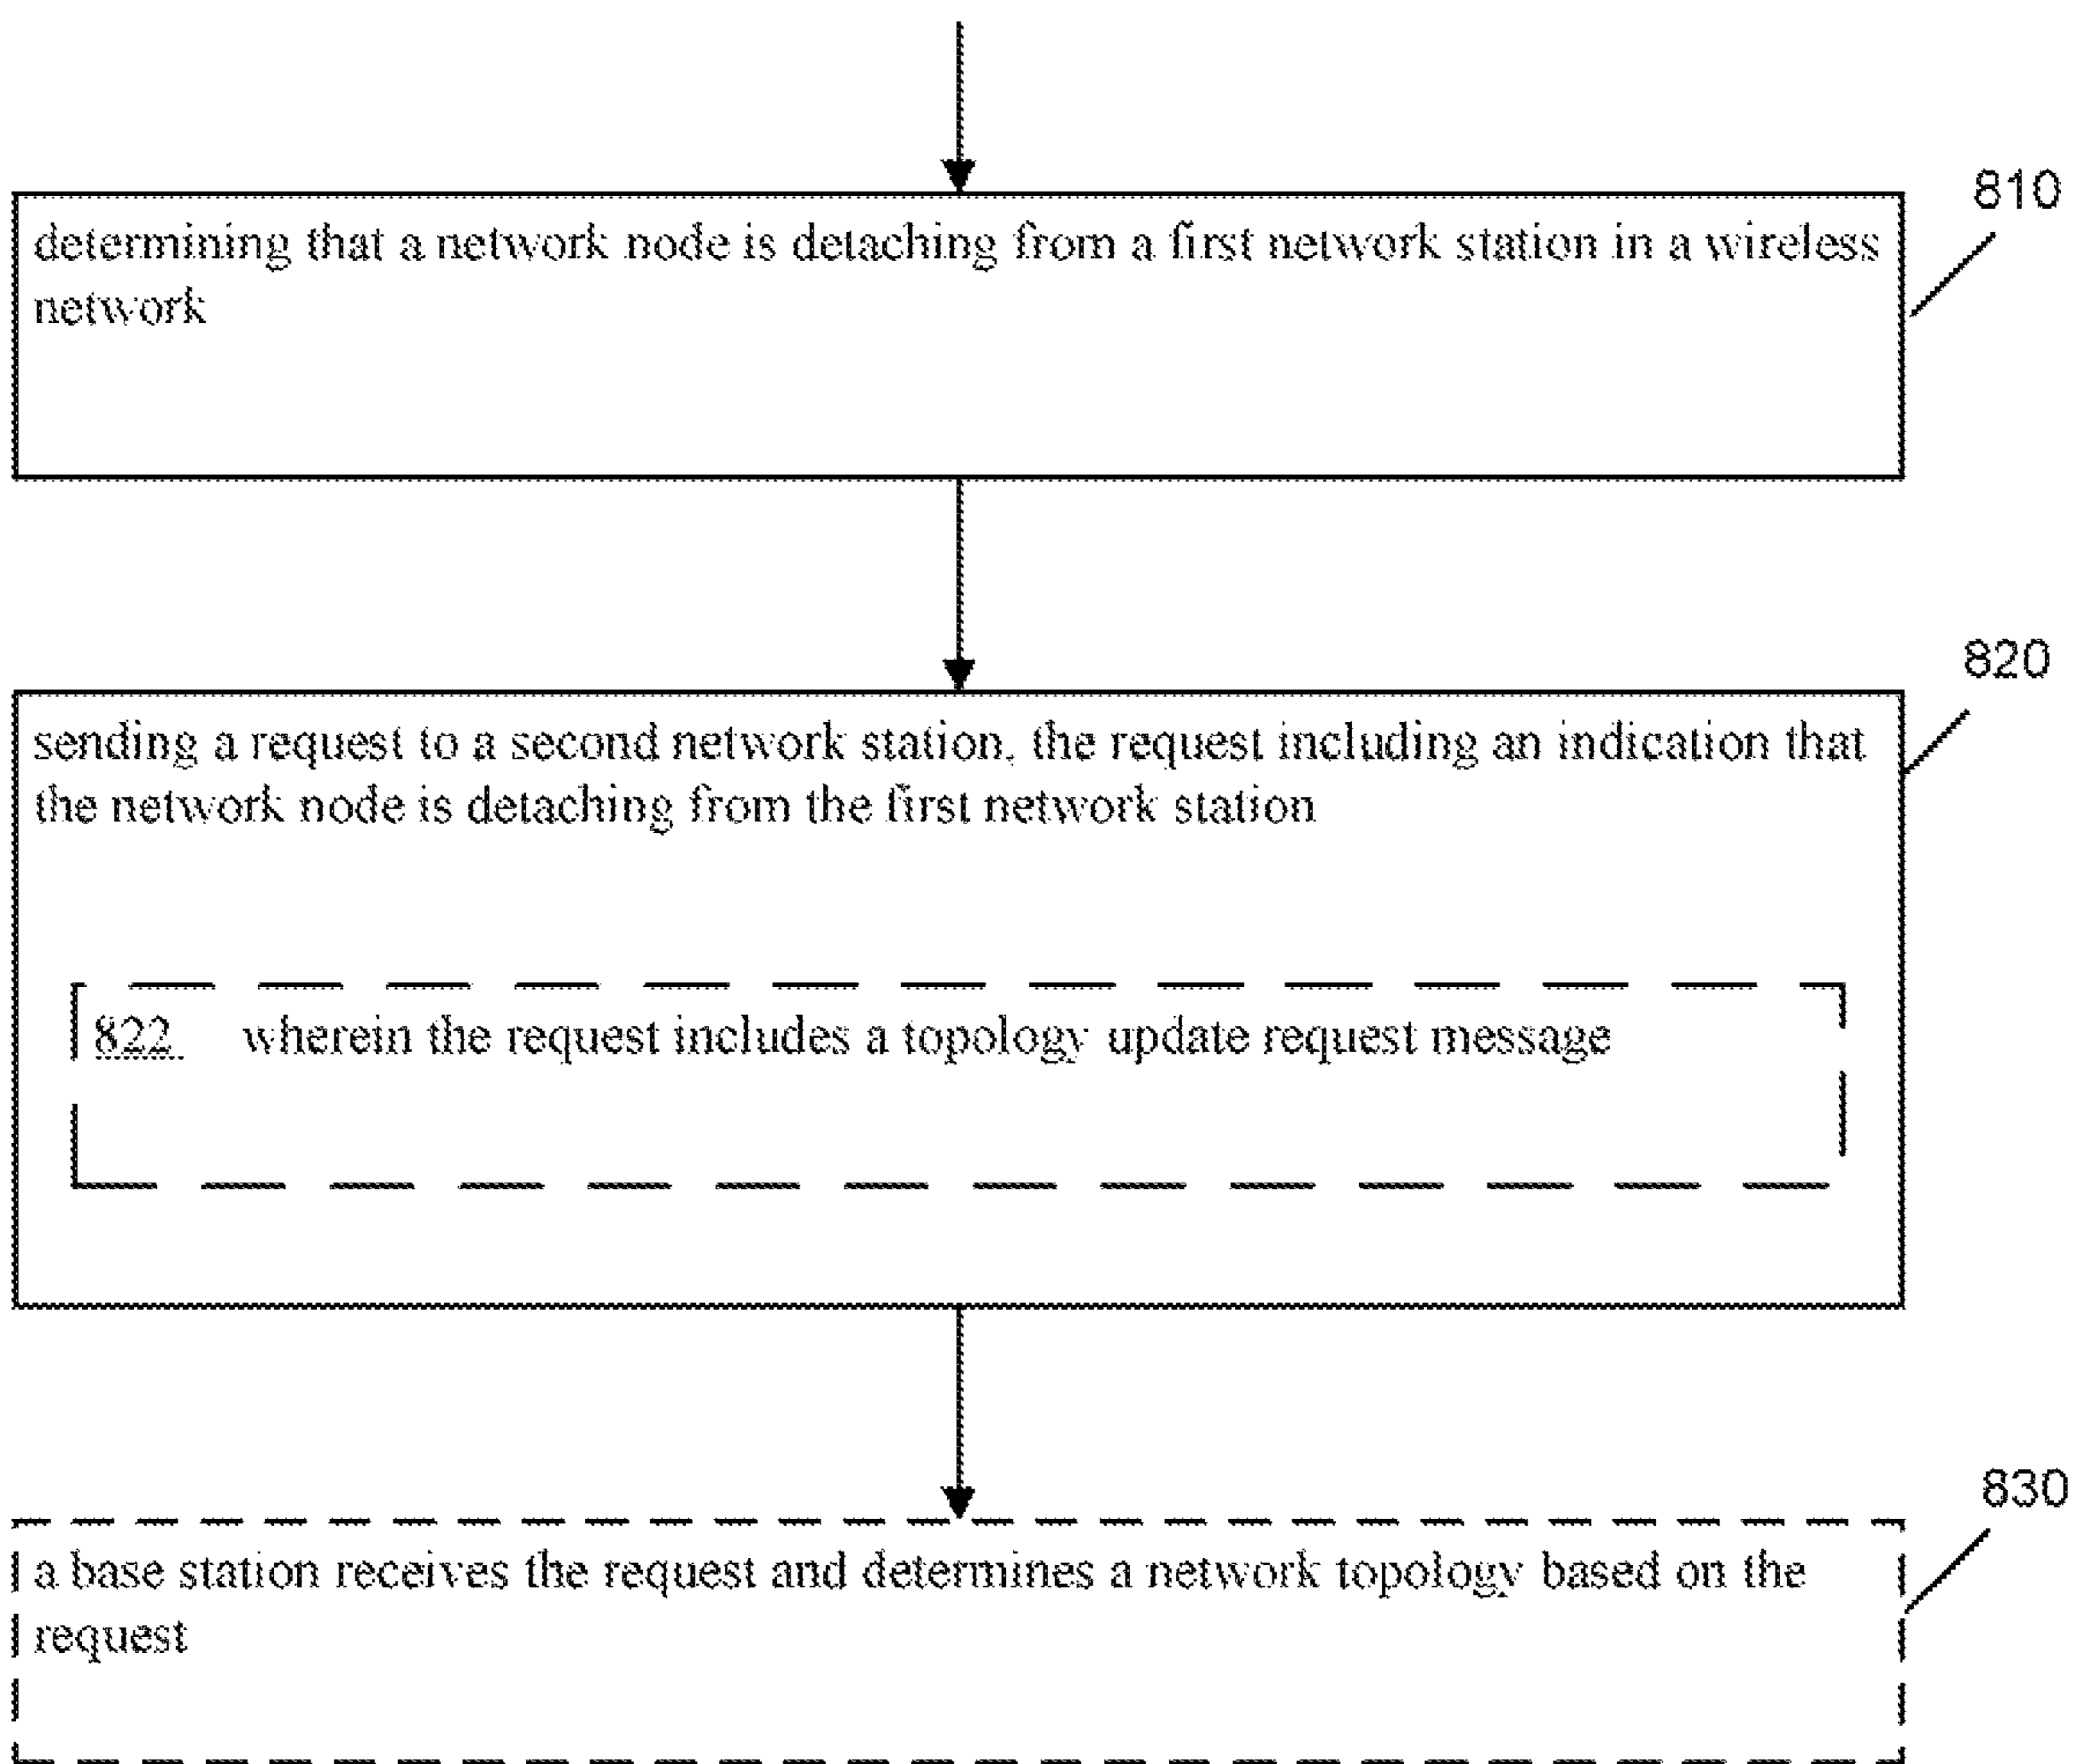 810
determining that a network node is detaching from a first network station in a wireless
network
820
sending a request to a second network station, the request including an indication that
the network node is detaching from the first network station
822 wherein the request includes a topology update request message
830
a base station receives the request and determines a network topology based on the
request